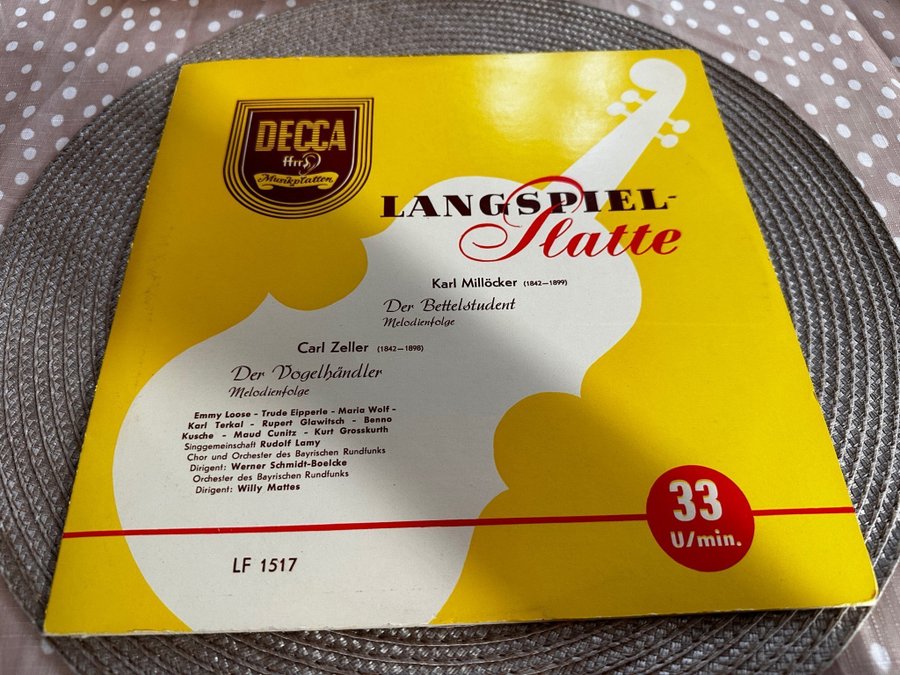 DECCA
ffrr
Musikplatten
LANGSPIEL-
Platte
Karl Millöcker (1842—1899)
Der Bettelstudent
Melodienfolge
Carl Zeller (1842—1898)
Der Vogelhändler
Melodienfolge
Emmy Loose - Trude Eipperle - Maria Wolf -
Karl Terkal - Rupert Glawitsch - Benno
Kusche - Maud Cunitz - Kurt Grosskurth
Singgemeinschaft Rudolf Lamy
Chor und Orchester des Bayrischen Rundfunks
Dirigent: Werner Schmidt-Boelcke
Orchester des Bayrischen Rundfunks
Dirigent: Willy Mattes
33
U/min.
LF 1517